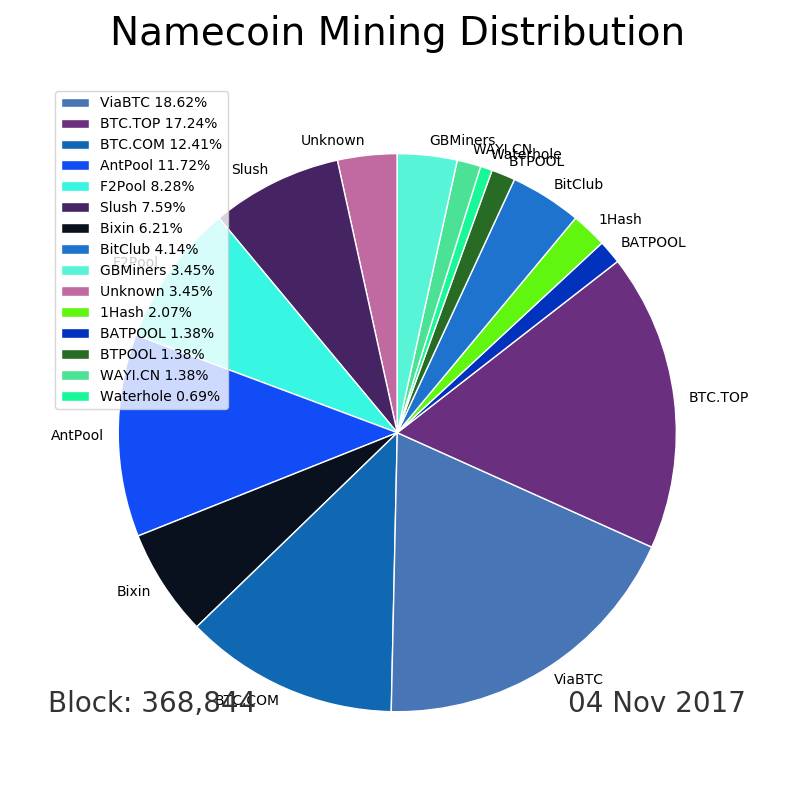 Namecoin Mining Distribution
ViaBTC 18.62%
BTC.TOP 17.24%
BTC.COM 12.41%
AntPool 11.72%
F2Pool 8.28%
Slush 7.59%
Bixin 6.21%
BitClub 4.14%
GBMiners 3.45%
Unknown 3.45%
1Hash 2.07%
BATPOOL 1.38%
BTPOOL 1.38%
WAYI.CN 1.38%
Waterhole 0.69%
Unknown
GBMiners
WAYI.CN
Waterhole
BTPOOL
Slush
BitClub
1Hash
BATPOOL
F2Pool
BTC.TOP
AntPool
Bixin
ViaBTC
BTC.COM
Block: 368,844
04 Nov 2017